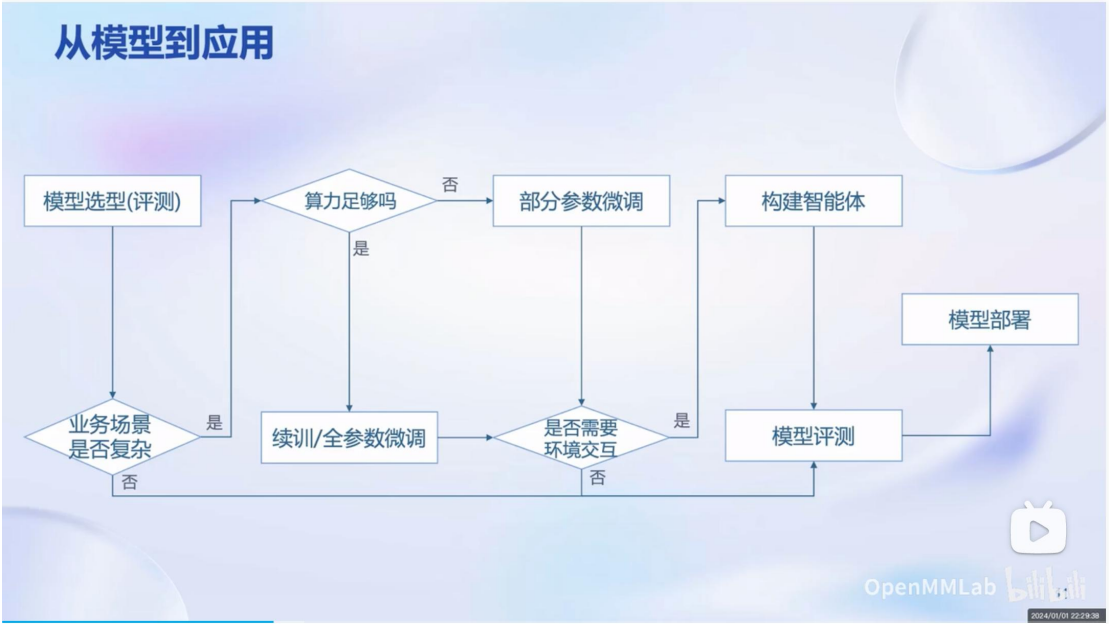 从模型到应用
模型选型(评测)
算力足够吗
否
部分参数微调
构建智能体
是
模型部署
业务场景
是否复杂
是
续训/全参数微调
是否需要
环境交互
是
模型评测
否
否
OpenMMLab
bilibili
2024/01/01 22:29:38